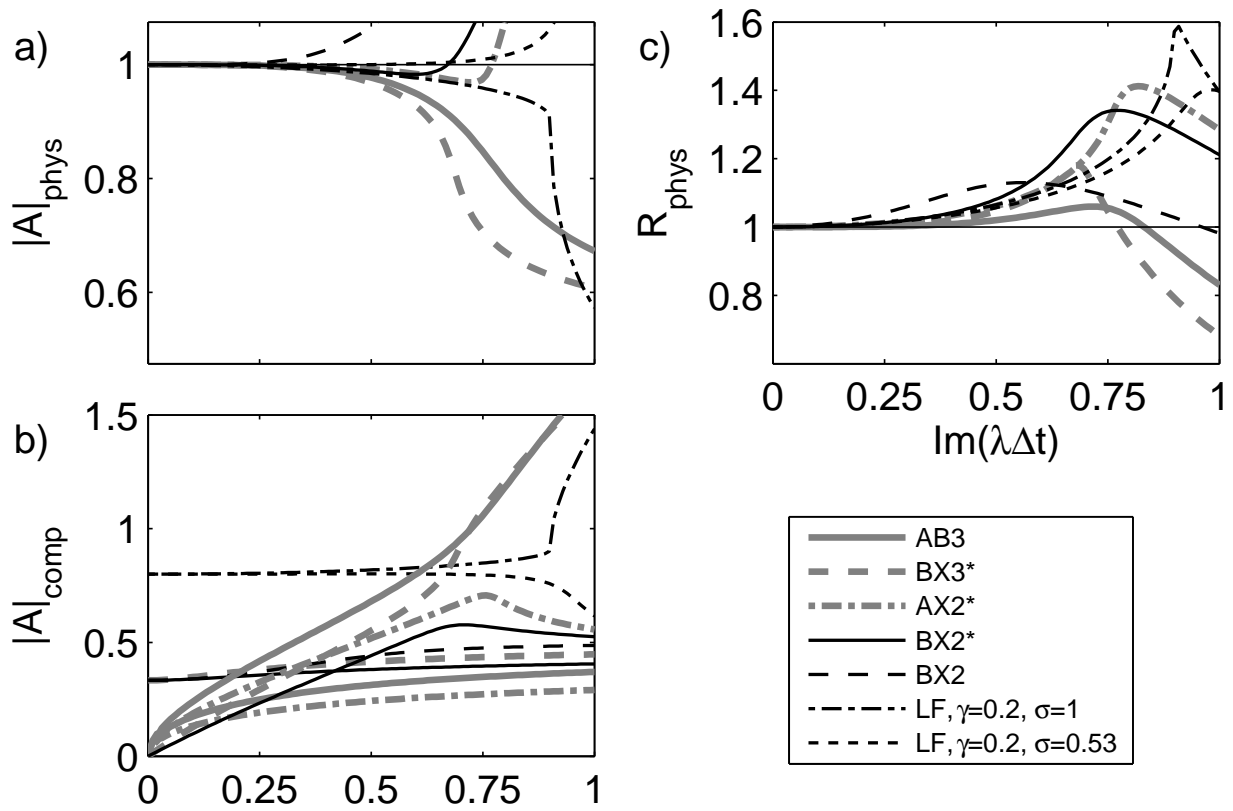 a)
|A|phys
1
0.8
0.6
b)
|A|comp
1.5
1
0.5
0
0 0.25 0.5 0.75 1
c)
Rphys
1.6
1.4
1.2
1
0.8
0 0.25 0.5 0.75 1
Im(λΔt)
AB3
BX3*
AX2*
BX2*
BX2
LF, γ=0.2, σ=1
LF, γ=0.2, σ=0.53